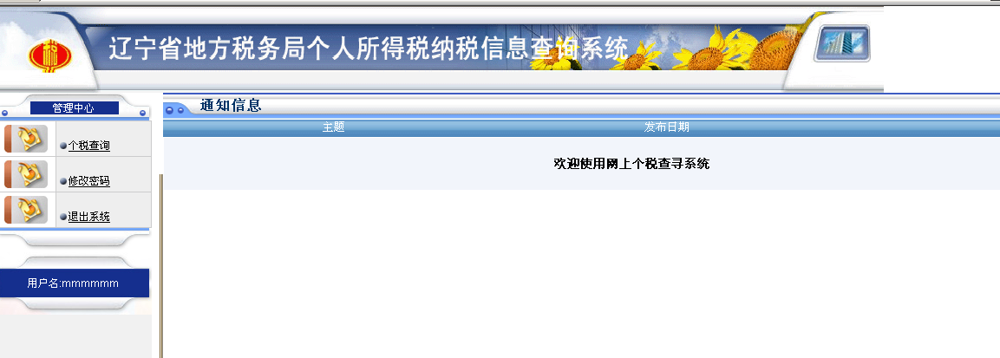 辽宁省地方税务局个人所得税纳税信息查询系统
管理中心
个税查询
修改密码
退出系统
用户名:mmmmmm
通知信息
主题 发布日期
欢迎使用网上个税查寻系统